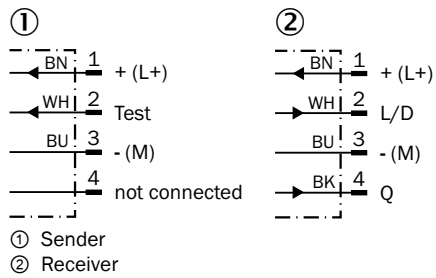 ① ②
BN 1 + (L+) BN 1 + (L+)
WH 2 Test WH 2 L/D
BU 3 - (M) BU 3 - (M)
4 not connected BK 4 Q
① Sender
② Receiver